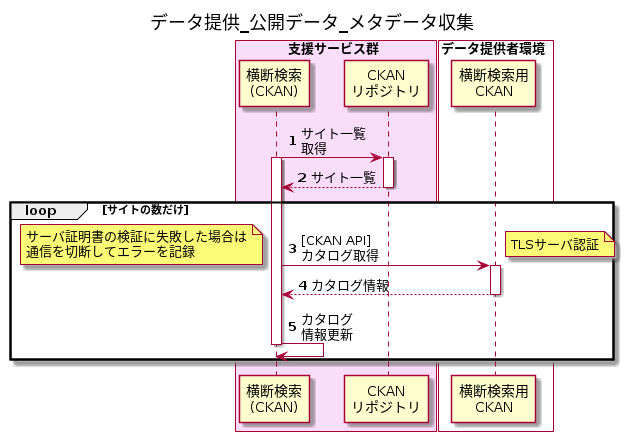 データ提供_公開データ_メタデータ収集
支援サービス群
データ提供者環境
横断検索
(CKAN)
CKAN
リポジトリ
横断検索用
CKAN
1 サイト一覧
取得
2 サイト一覧
loop [サイトの数だけ]
サーバ証明書の検証に失敗した場合は
通信を切断してエラーを記録
3 [CKAN API]
カタログ取得
TLSサーバ認証
4 カタログ情報
5 カタログ
情報更新
横断検索
(CKAN)
CKAN
リポジトリ
横断検索用
CKAN